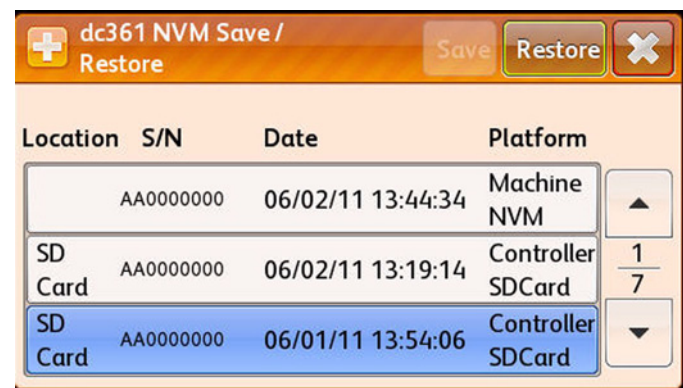 dc361 NVM Save /
Restore
Save
Restore
Location S/N Date Platform
AA0000000 06/02/11 13:44:34 Machine
NVM
SD
Card AA0000000 06/02/11 13:19:14 Controller
SDCard
SD
Card AA0000000 06/01/11 13:54:06 Controller
SDCard
1
7